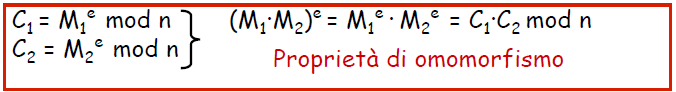 C₁ = M₁ᵉ mod n } (M₁·M₂)ᵉ = M₁ᵉ · M₂ᵉ = C₁·C₂ mod n
C₂ = M₂ᵉ mod n
Proprietà di omomorfismo